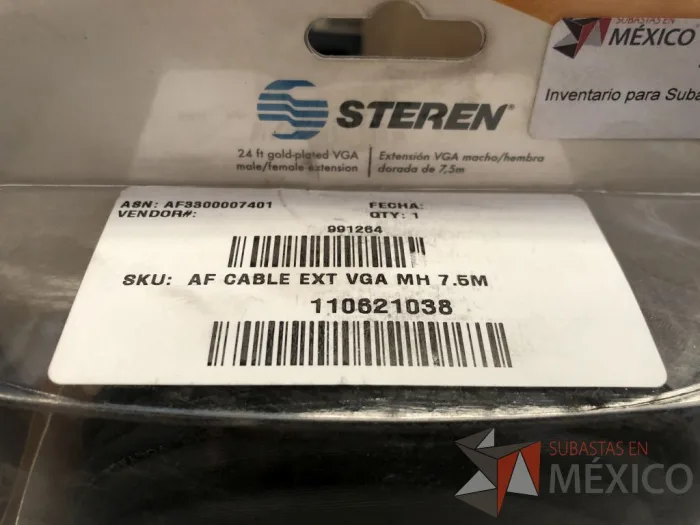 SUBASTAS EN
MÉXICO
Inventario para Suba
STEREN®
24 ft gold-plated VGA
male/female extension
Extensión VGA macho/hembra
dorada de 7,5m
ASN: AF3300007401
FECHA:
VENDOR#:
QTY: 1
991264
SKU: AF CABLE EXT VGA MH 7.5M
110621038
SUBASTAS EN
MÉXICO